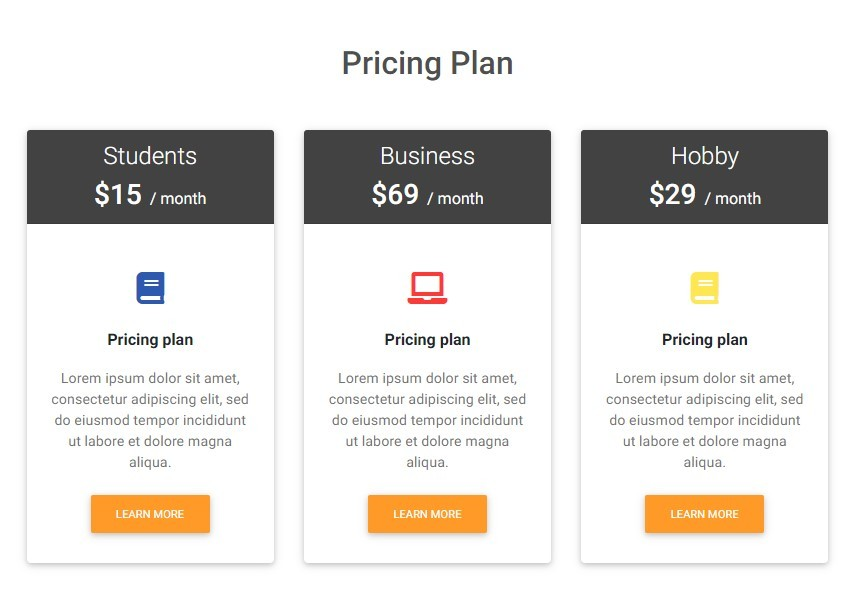 Pricing Plan
Students
$15 / month
Pricing plan
Lorem ipsum dolor sit amet,
consectetur adipiscing elit, sed
do eiusmod tempor incididunt
ut labore et dolore magna
aliqua.
LEARN MORE
Business
$69 / month
Pricing plan
Lorem ipsum dolor sit amet,
consectetur adipiscing elit, sed
do eiusmod tempor incididunt
ut labore et dolore magna
aliqua.
LEARN MORE
Hobby
$29 / month
Pricing plan
Lorem ipsum dolor sit amet,
consectetur adipiscing elit, sed
do eiusmod tempor incididunt
ut labore et dolore magna
aliqua.
LEARN MORE